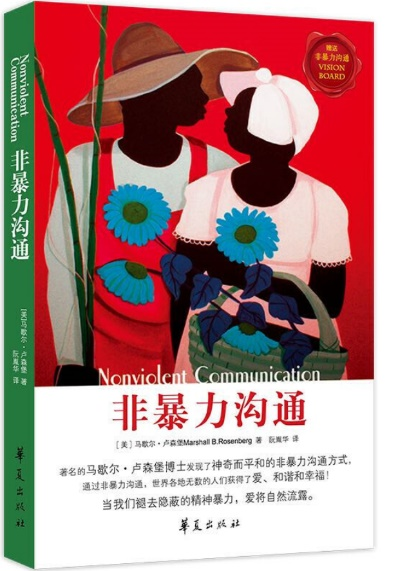 Nonviolent
Communication
非暴力沟通
[美]马歇尔·卢森堡 著
阮胤华 译
华夏出版社
赠送
非暴力沟通
VISION
BOARD
Nonviolent Communication
非暴力沟通
[美] 马歇尔·卢森堡Marshall B.Rosenberg 著 阮胤华 译
著名的马歇尔·卢森堡博士发现了神奇而平和的非暴力沟通方式,
通过非暴力沟通，世界各地无数的人们获得了爱、和谐和幸福!
当我们褪去隐蔽的精神暴力，爱将自然流露。
华夏出版社